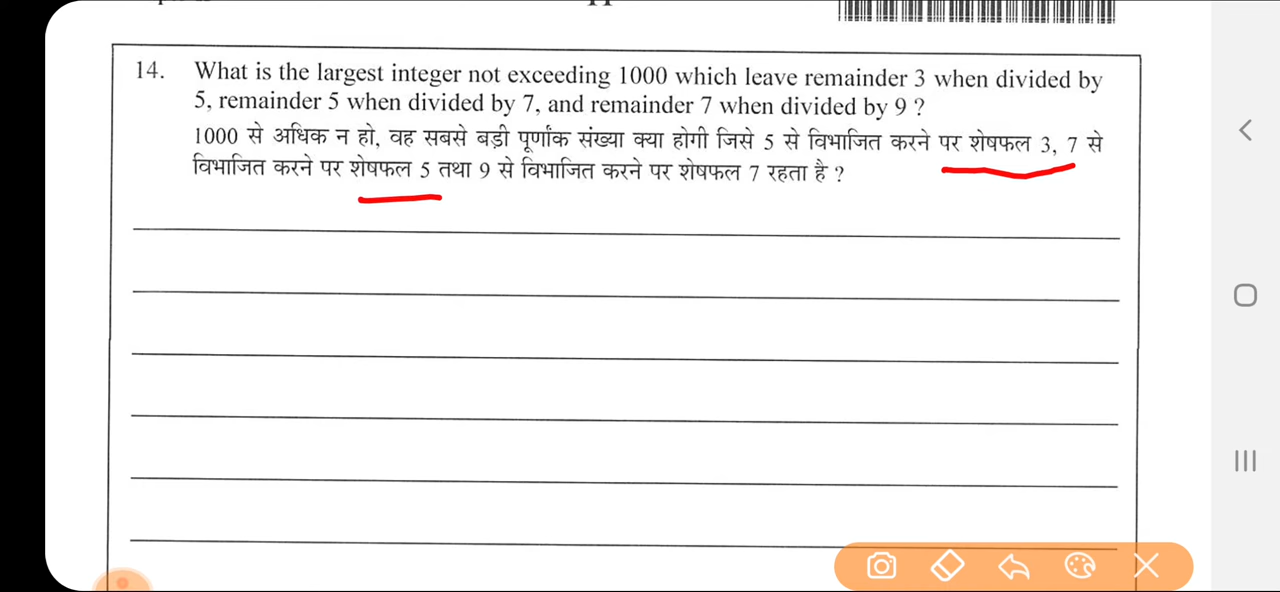 14. What is the largest integer not exceeding 1000 which leave remainder 3 when divided by
5, remainder 5 when divided by 7, and remainder 7 when divided by 9 ?
1000 से अधिक न हो, वह सबसे बड़ी पूर्णांक संख्या क्या होगी जिसे 5 से विभाजित करने पर शेषफल 3, 7 से
विभाजित करने पर शेषफल 5 तथा 9 से विभाजित करने पर शेषफल 7 रहता है ?